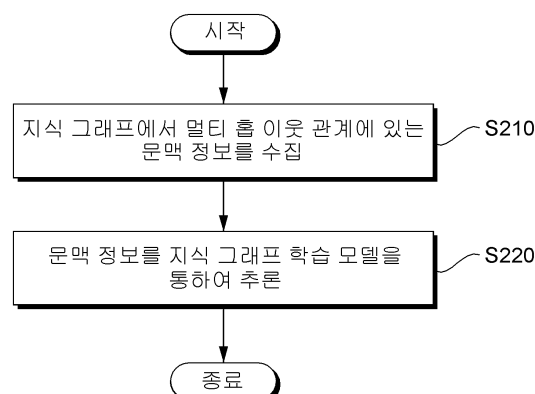 시작
지식 그래프에서 멀티 홉 이웃 관계에 있는
문맥 정보를 수집
S210
문맥 정보를 지식 그래프 학습 모델을
통하여 추론
S220
종료